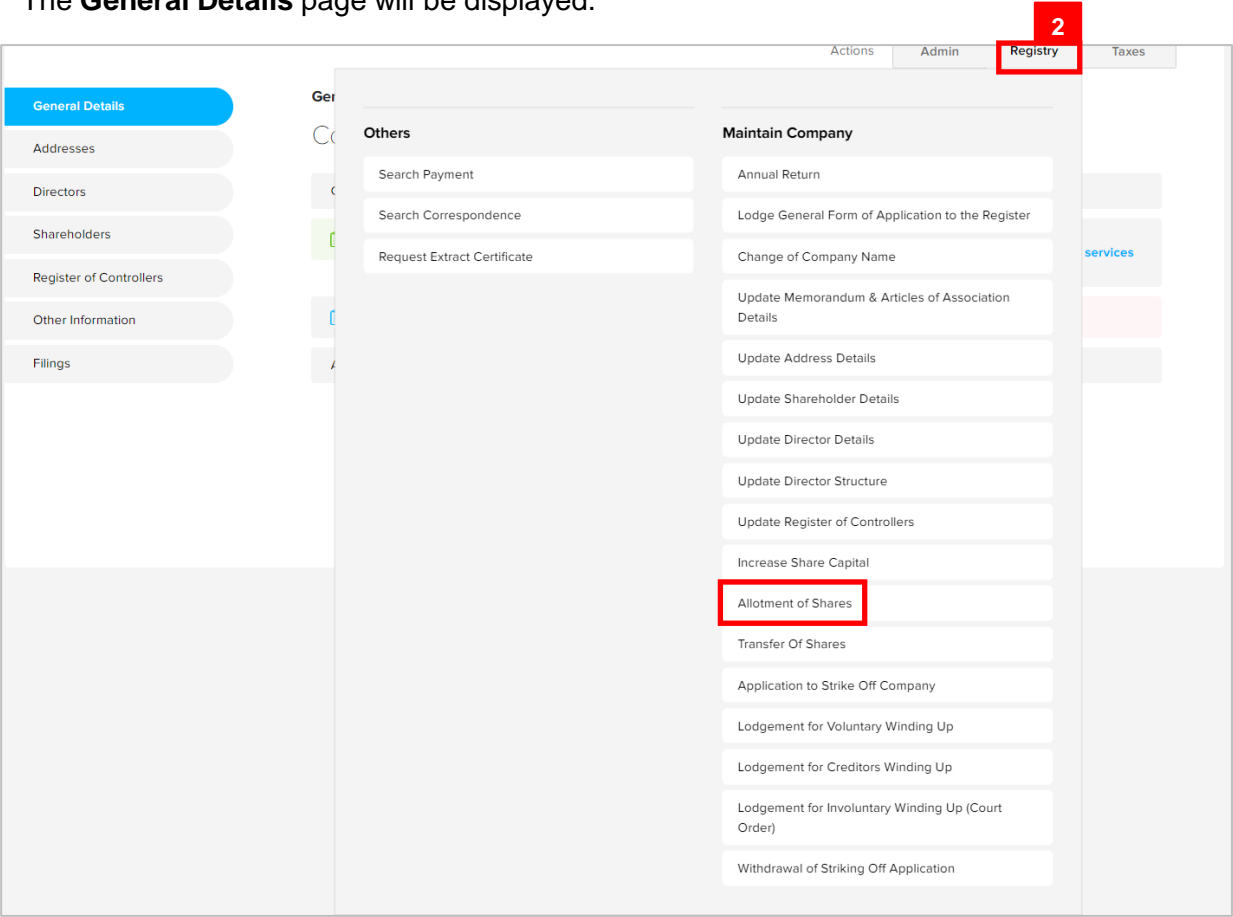 The General Details page will be displayed.
2
Actions Admin Registry Taxes
General Details
Addresses
Directors
Shareholders
Register of Controllers
Other Information
Filings
Others
Search Payment
Search Correspondence
Request Extract Certificate
Maintain Company
Annual Return
Lodge General Form of Application to the Register
Change of Company Name
Update Memorandum & Articles of Association
Details
Update Address Details
Update Shareholder Details
Update Director Details
Update Director Structure
Update Register of Controllers
Increase Share Capital
Allotment of Shares
Transfer Of Shares
Application to Strike Off Company
Lodgement for Voluntary Winding Up
Lodgement for Creditors Winding Up
Lodgement for Involuntary Winding Up (Court
Order)
Withdrawal of Striking Off Application
services